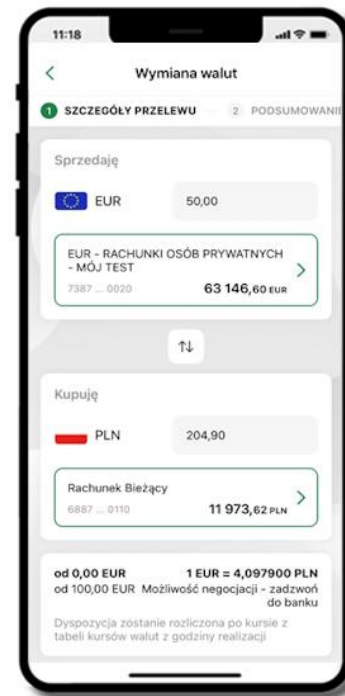 11:18
Wymiana walut
1 SZCZEGÓŁY PRZELEWU 2 PODSUMOWANIE
Sprzedaję
EUR 50,00
EUR - RACHUNKI OSÓB PRYWATNYCH
- MÓJ TEST
7387 ... 0020 63 146,60 EUR
Kupuję
PLN 204,90
Rachunek Bieżący
6887 ... 0110 11 973,62 PLN
od 0,00 EUR 1 EUR = 4,097900 PLN
od 100,00 EUR Możliwość negocjacji - zadzwoń
do banku
Dyspozycja zostanie rozliczona po kursie z
tabeli kursów walut z godziny realizacji